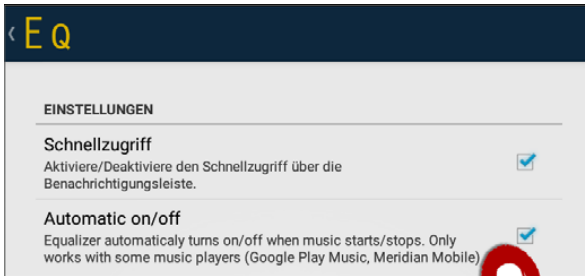 Eq
EINSTELLUNGEN
Schnellzugriff
Aktiviere/Deaktiviere den Schnellzugriff über die
Benachrichtigungsleiste.
Automatic on/off
Equalizer automaticaly turns on/off when music starts/stops. Only
works with some music players (Google Play Music, Meridian Mobile)